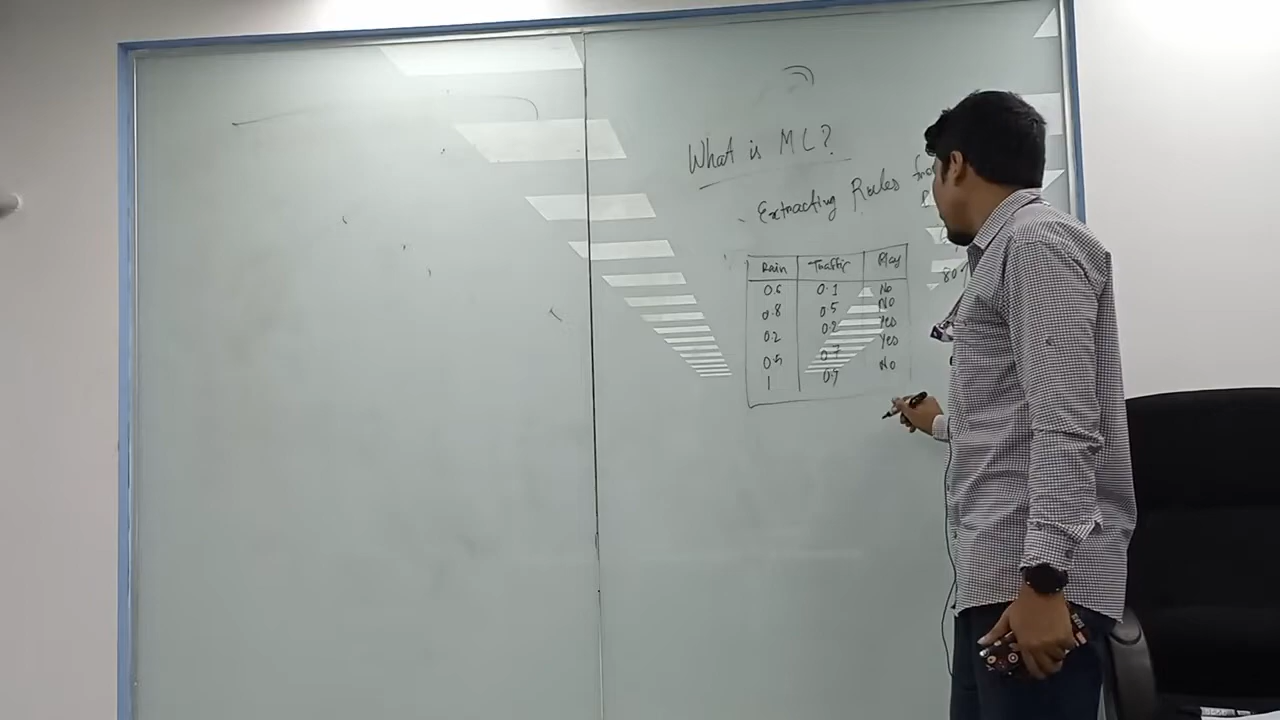 What is ML?
Extracting Rules
Rain Traffic Play
0.6 0.1 No
0.8 0.5 No
0.2 0.2 Yes
0.5 0.7 Yes
1 0.9 No